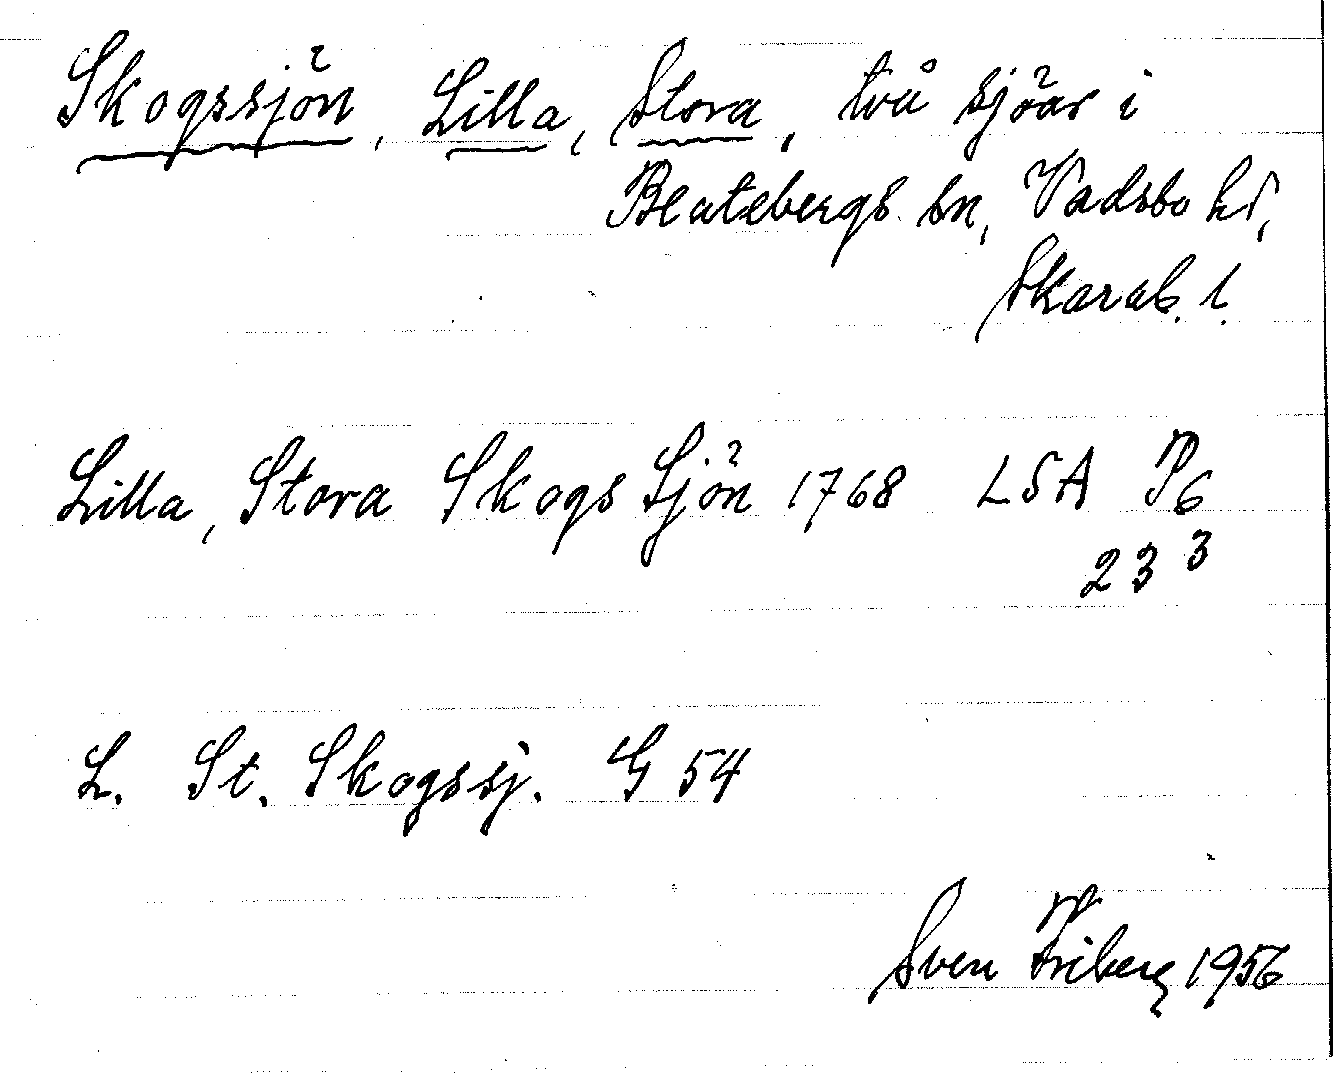 Skogssjön, Lilla, Stora, två sjöar i
Beatebergs sn, Vadsbo hd,
Skarab. l.
Lilla, Stora Skogs Sjön 1768 LSA P6
23 3
L. St. Skogssj. G 54
Sven Friberg 1956